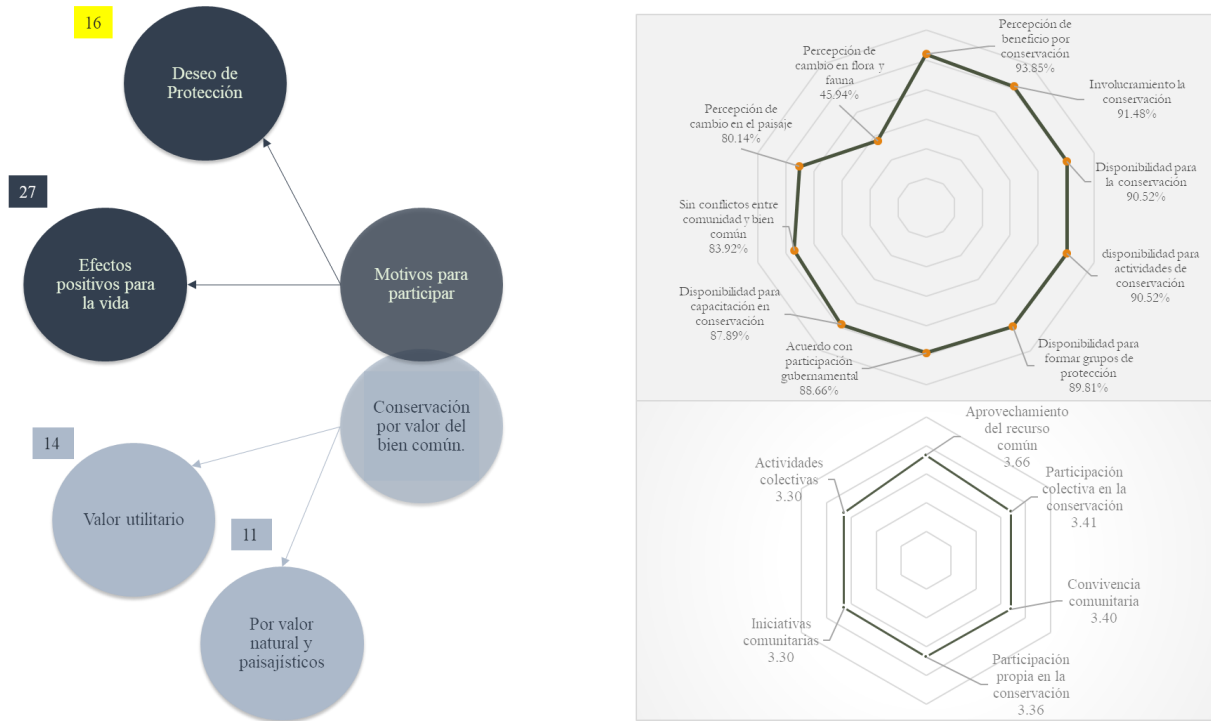 16
Deseo de
Protección
27
Efectos
positivos para
la vida
Motivos para
participar
Conservación
por valor del
bien común.
14
Valor utilitario
11
Por valor
natural y
paisajísticos
Percepción de
beneficio por
conservación
93.85%
Involucramiento la
conservación
91.48%
Disponibilidad para
la conservación
90.52%
disponibilidad para
actividades de
conservación
90.52%
Disponibilidad para
formar grupos de
protección
89.81%
Acuerdo con
participación
gubernamental
88.66%
Disponibilidad para
capacitación en
conservación
87.89%
Sin conflictos entre
comunidad y bien
común
83.92%
Percepción de
cambio en el paisaje
80.14%
Percepción de
cambio en flora y
fauna
45.94%
Aprovechamiento
del recurso
común
3.66
Participación
colectiva en la
conservación
3.41
Convivencia
comunitaria
3.40
Participación
propia en la
conservación
3.36
Iniciativas
comunitarias
3.30
Actividades
colectivas
3.30